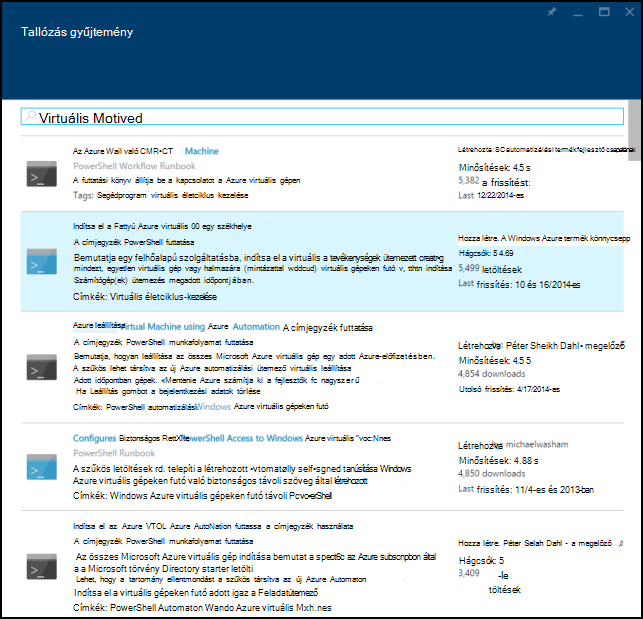 Tallózás gyűjtemény
Virtuális Motived
Az Azure Wail való CMR•CT Machine
PowerShell Workflow Runbook
A futtatási könyv állítja be a kapcsolatot a Azure virtuális gépen
Tags: Segédprogram virtuális életciklus kezelése
Létrehozta: SC automatizálási termékfejlesztő
Minősítések: 4.5 s
5,382 a frissítést:
Last 12/22/2014-es
Indítsa el a Fattyú Azure virtuális 00 egy székhelye
A címjegyzék PowerShell futtatása
Bemutatja egy felhőalapú szolgáltatásba, indítsa el a virtuális a tevékenységek ütemezett
mindezt, egyetlen virtuális gép vagy halmazára (mintázattal wddcud) virtuális gépeken futó v, tthtn indítása
Számítógép(ek) ütemezés megadott időpontjában.
Címkék: Virtuális életciklus-kezelése
Hozza létre. A Windows Azure termék könnycsepp
Hágcsók: 5 4.69
5,499 letöltések
Last frissítés: 10 és 16/2014-es
Azure leállítása Virtual Machine using Azure Automation A címjegyzék futtatása
A címjegyzék PowerShell munkafolyamat futtatása
Bemutatja, hogyan leállítása az összes Microsoft Azure virtuális gép egy adott Azure-előfizetésben.
A szűkös lehet társítva az új Azure automatizálási ütemező virtuális leállítása
Adott időpontban gépek. «Mentenie Azure számítja ki a fejlesztők fc nagyszerű
Ha Leállítás gombot a bejelentkezési adatok törlése
Címkék: PowerShell automatizálási Windows Azure virtuális gépeken futó
Létrehozta: Péter Sheikh Dahl- megelőző
Minősítések: 4.5 5
4,854 downloads
Utolsó frissítés: 4/17/2014-es
Configures Biztonságos PowerShell Access to Windows Azure virtuális "voc:Nnes
PowerShell Runbook
A szűkös letöltések rd. telepíti a létrehozott «vtomatølly self•sgned tanúsítása Windows
Azure virtuális gépeken futó való biztonságos távoli szöveg által létrehozott
Címkék: Windows Azure virtuális gépeken futó távoli Pcvo•erShell
Létrehozta michaelwasham
Minősítések: 4.88 s
4,850 downloads
Last frissítés: 11/4-es és 2013-ban
Indítsa el az Azure VTOL Azure AutoNation futtassa a címjegyzék használata
A címjegyzék PowerShell munkafolyamat futtatása
Az összes Microsoft Azure virtuális gép indítása bemutat a spect6c az Azure subscnpbon által
a a Microsoft törvény Directory starter letölti
Lehet, hogy a tartomány ellentmondást a szűkös társítva az új Azure Automaton
Indítsa el a virtuális gépeken futó adott igaz a Feladatütemező
Címkék: PowerShell Automaton Wando Azure virtuális Mxh.nes
Hozza létre. Péter Selah Dahl - a megelőző
Hágcsók: 5
3,409 -le
töltések